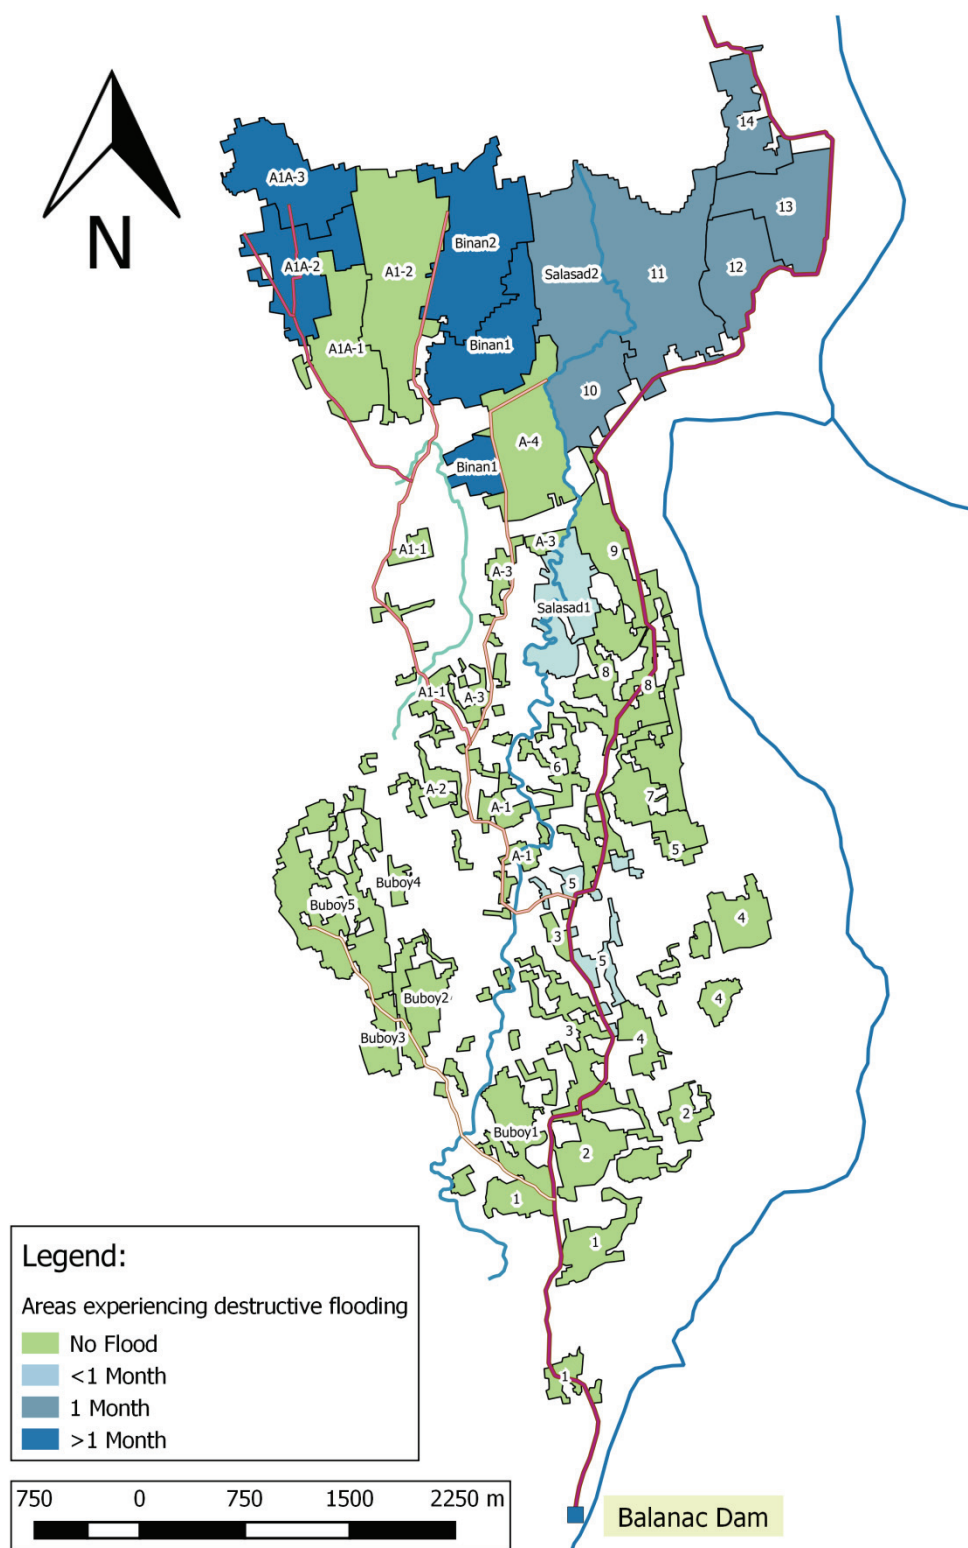 14
A1A-3
13
Binan2
A1A-2
A1-2
Salasad2
11
12
N
Binan1
A1A-1
10
A-4
Binan1
A1-1
A-3
9
A-3
Salasad1
8
8
A1-1
A-3
6
A-2
7
A-1
5
A-1
Buboy4
5
Buboy5
4
3
5
Buboy2
4
Buboy3
3
4
2
Buboy1
2
1
1
Legend:
Areas experiencing destructive flooding
No Flood
<1 Month
1 Month
>1 Month
1
750 0 750 1500 2250 m
Balanac Dam